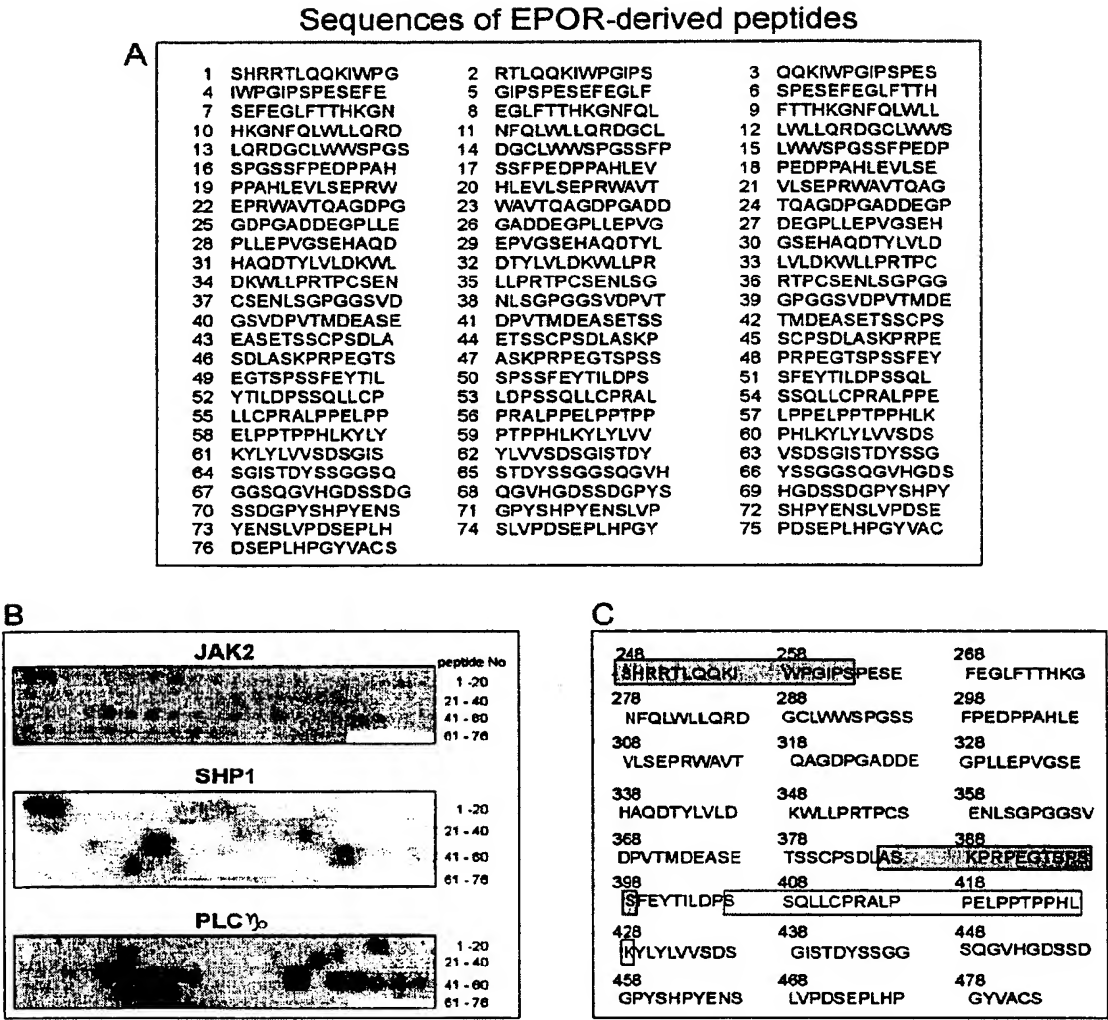 Sequences of EPOR-derived peptides
A
1 SHRRTLQQKIWPG 2 RTLQQKIWPGIPS 3 QQKIWPGIPSPES
4 IWPGIPSPESEFE 5 GIPSPESEFEGLF 6 SPESEFEGLFTTH
7 SEFEGLFTTHKGN 8 EGLFTTHKGNFQL 9 FTTHKGNFQLWLL
10 HKGNFQLWLLQRD 11 NFQLWLLQRDGCL 12 LWLLQRDGCLWWS
13 LQRDGCLWWSPGS 14 DGCLWWSPGSSFP 15 LWWSPGSSFPEDP
16 SPGSSFPEDPPAH 17 SSFPEDPPAHLEV 18 PEDPPAHLEVLSE
19 PPAHLEVLSEPRW 20 HLEVLSEPRWAVT 21 VLSEPRWAVTQAG
22 EPRWAVTQAGDPG 23 WAVTQAGDPGADD 24 TQAGDPGADDEGP
25 GDPGADDEGPLLE 26 GADDEGPLLEPVG 27 DEGPLLEPVGSEH
28 PLLEPVGSEHAQD 29 EPVGSEHAQDTYL 30 GSEHAQDTYLVLD
31 HAQDTYLVLDKWL 32 DTYLVLDKWLLPR 33 LVLDKWLLPRTPC
34 DKWLLPRTPCSEN 35 LLPRTPCSENLSG 36 RTPCSENLSGPGG
37 CSENLSGPGGSVD 38 NLSGPGGSVDPVT 39 GPGGSVDPVTMDE
40 GSVDPVTMDEASE 41 DPVTMDEASETSS 42 TMDEASETSSCPS
43 EASETSSCPSDLA 44 ETSSCPSDLASKP 45 SCPSDLASKPRPE
46 SDLASKPRPEGTS 47 ASKPRPEGTSPSS 48 PRPEGTSPSSFEY
49 EGTSPSSFEYTIL 50 SPSSFEYTILDPS 51 SFEYTILDPSSQL
52 YTILDPSSQLLCP 53 LDPSSQLLCPRAL 54 SSQLLCPRALPPE
55 LLCPRALPPELPP 56 PRALPPELPPTPP 57 LPPELPPTPPHLK
58 ELPPTPPHLKYLY 59 PTPPHLKYLYLVV 60 PHLKYLYLVVSDS
61 KYLYLVVSDSGIS 62 YLVVSDSGISTDY 63 VSDSGISTDYSSG
64 SGISTDYSSGGSQ 65 STDYSSGGSQGVH 66 YSSGGSQGVHGDS
67 GGSQGVHGDSSDG 68 QGVHGDSSDGPYS 69 HGDSSDGPYSHPY
70 SSDGPYSHPYENS 71 GPYSHPYENSLVP 72 SHPYENSLVPDSE
73 YENSLVPDSEPLH 74 SLVPDSEPLHPGY 75 PDSEPLHPGYVAC
76 DSEPLHPGYVACS
B
JAK2
peptide No
1 -20
21 - 40
41 - 60
61 - 76
SHP1
1 -20
21 - 40
41 - 60
61 - 76
1 -20
21 - 40
41 - 60
61 - 76
C
248 258 268
SHRRTLQQKI WPGIPSPESE FEGLFTTHKG
278 288 298
NFQLWLLQRD GCLWWSPGSS FPEDPPAHLE
308 318 328
VLSEPRWAVT QAGDPGADDE GPLLEPVGSE
338 348 358
HAQDTYLVLD KWLLPRTPCS ENLSGPGGSV
368 378 388
DPVTMDEASE TSSCPSDLAS KPRPEGTSPS
398 408 418
SFEYTILDPS SQLLCPRALP PELPPTPPHL
428 438 448
KYLYLVVSDS GISTDYSSGG SQGVHGDSSD
458 468 478
GPYSHPYENS LVPDSEPLHP GYVACS